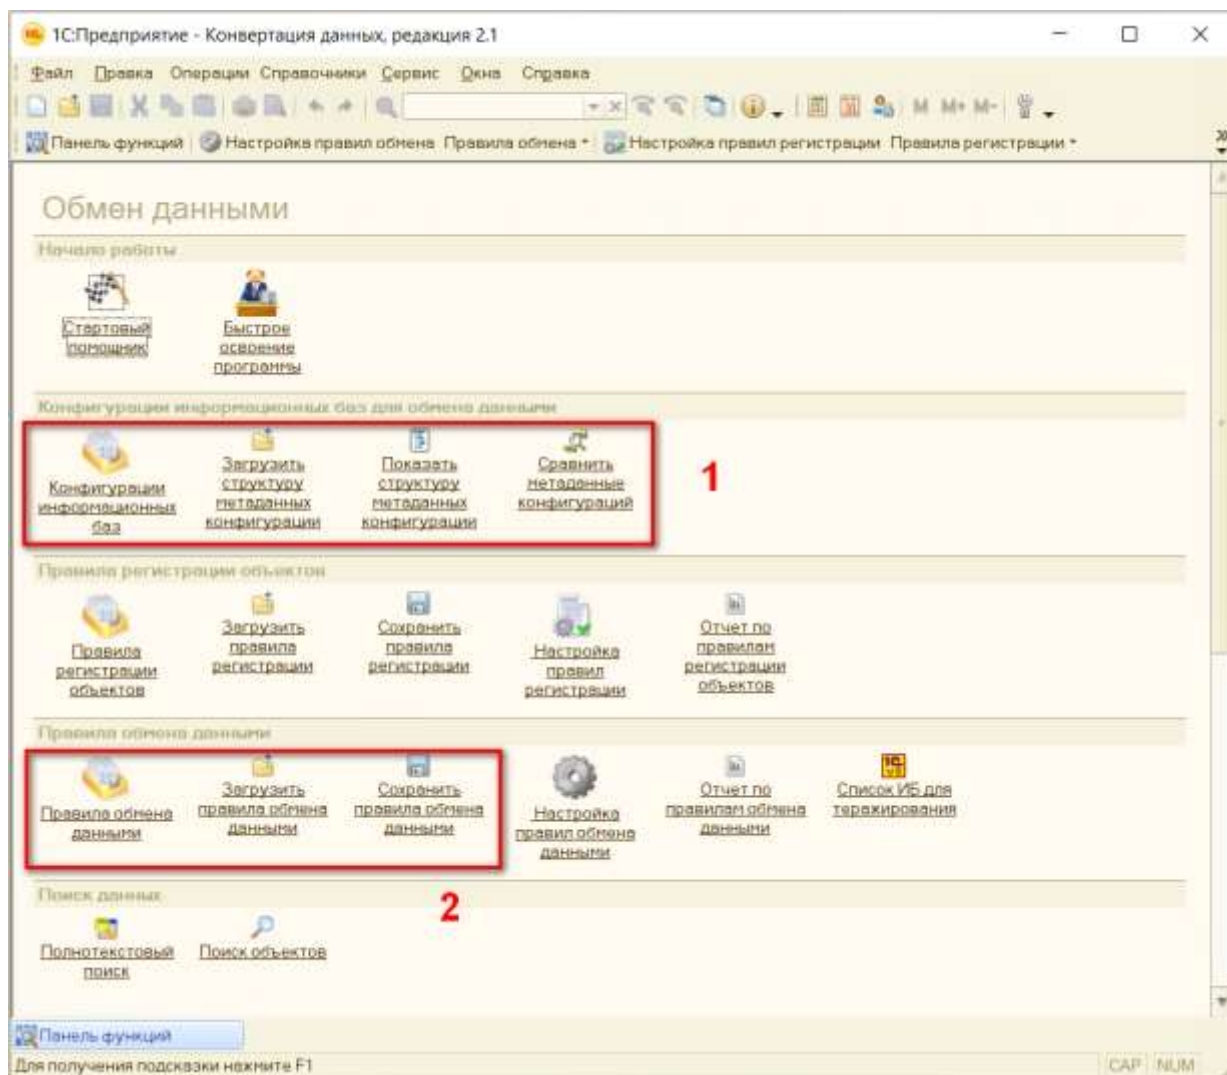 1С:Предприятие - Конвертация данных, редакция 2.1
Файл Правка Операции Справочники Сервис Окна Справка
M M+ M-
Панель функций Настройка правил обмена Правила обмена Настройка правил регистрации Правила регистрации
Обмен данными
Начало работы
Стартовый
помощник
Быстрое
освоение
программы
Конфигурации информационных баз для обмена данными
Конфигурации
информационных
баз
Загрузить
структуру
метаданных
конфигурации
Показать
структуру
метаданных
конфигурации
Сравнить
метаданные
конфигураций
1
Правила регистрации объектов
Правила
регистрации
объектов
Загрузить
правила
регистрации
Сохранить
правила
регистрации
Настройка
правил
регистрации
Отчет по
правилам
регистрации
объектов
Правила обмена данными
Правила обмена
данными
Загрузить
правила обмена
данными
Сохранить
правила обмена
данными
Настройка
правил обмена
данными
Отчет по
правилам обмена
данными
Список ИБ для
теражирования
2
Поиск данных
Полнотекстовый
поиск
Поиск объектов
Панель функций
Для получения подсказки нажмите F1
CAP NUM